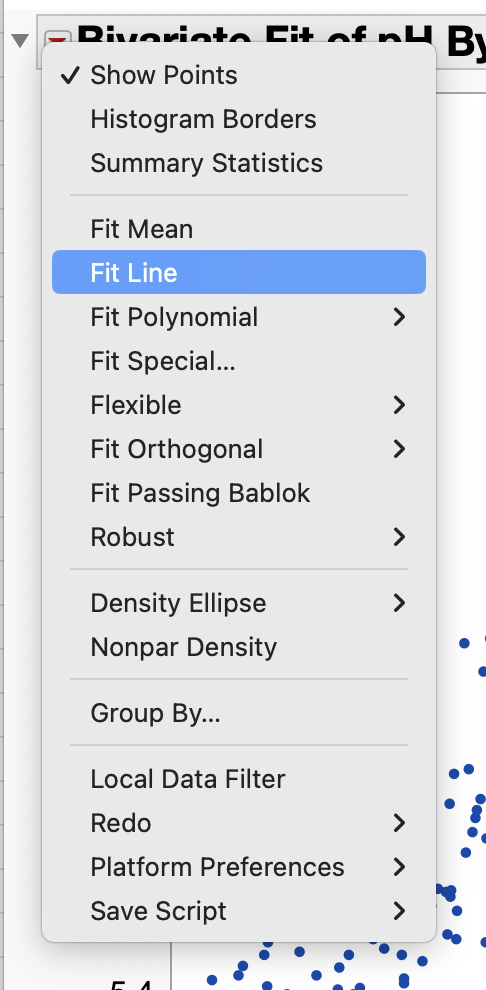 Bivariate Fit of pH By
Show Points
Histogram Borders
Summary Statistics
Fit Mean
Fit Line
Fit Polynomial
Fit Special...
Flexible
Fit Orthogonal
Fit Passing Bablok
Robust
Density Ellipse
Nonpar Density
Group By...
Local Data Filter
Redo
Platform Preferences
Save Script
5.4